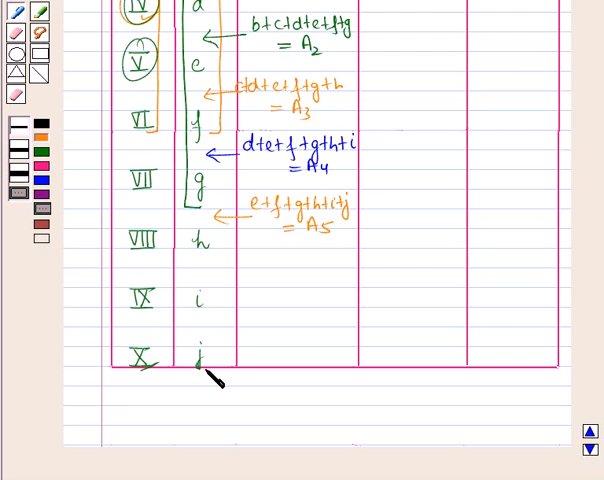 IV d
b+c+d+e+f+g
= A2
V e
c+d+e+f+g+h
= A3
VI f
d+e+f+g+h+i
= A4
VII g
e+f+g+h+i+j
= A5
VIII h
IX i
X j